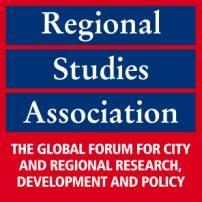 Regional
Studies
Association
THE GLOBAL FORUM FOR CITY
AND REGIONAL RESEARCH,
DEVELOPMENT AND POLICY